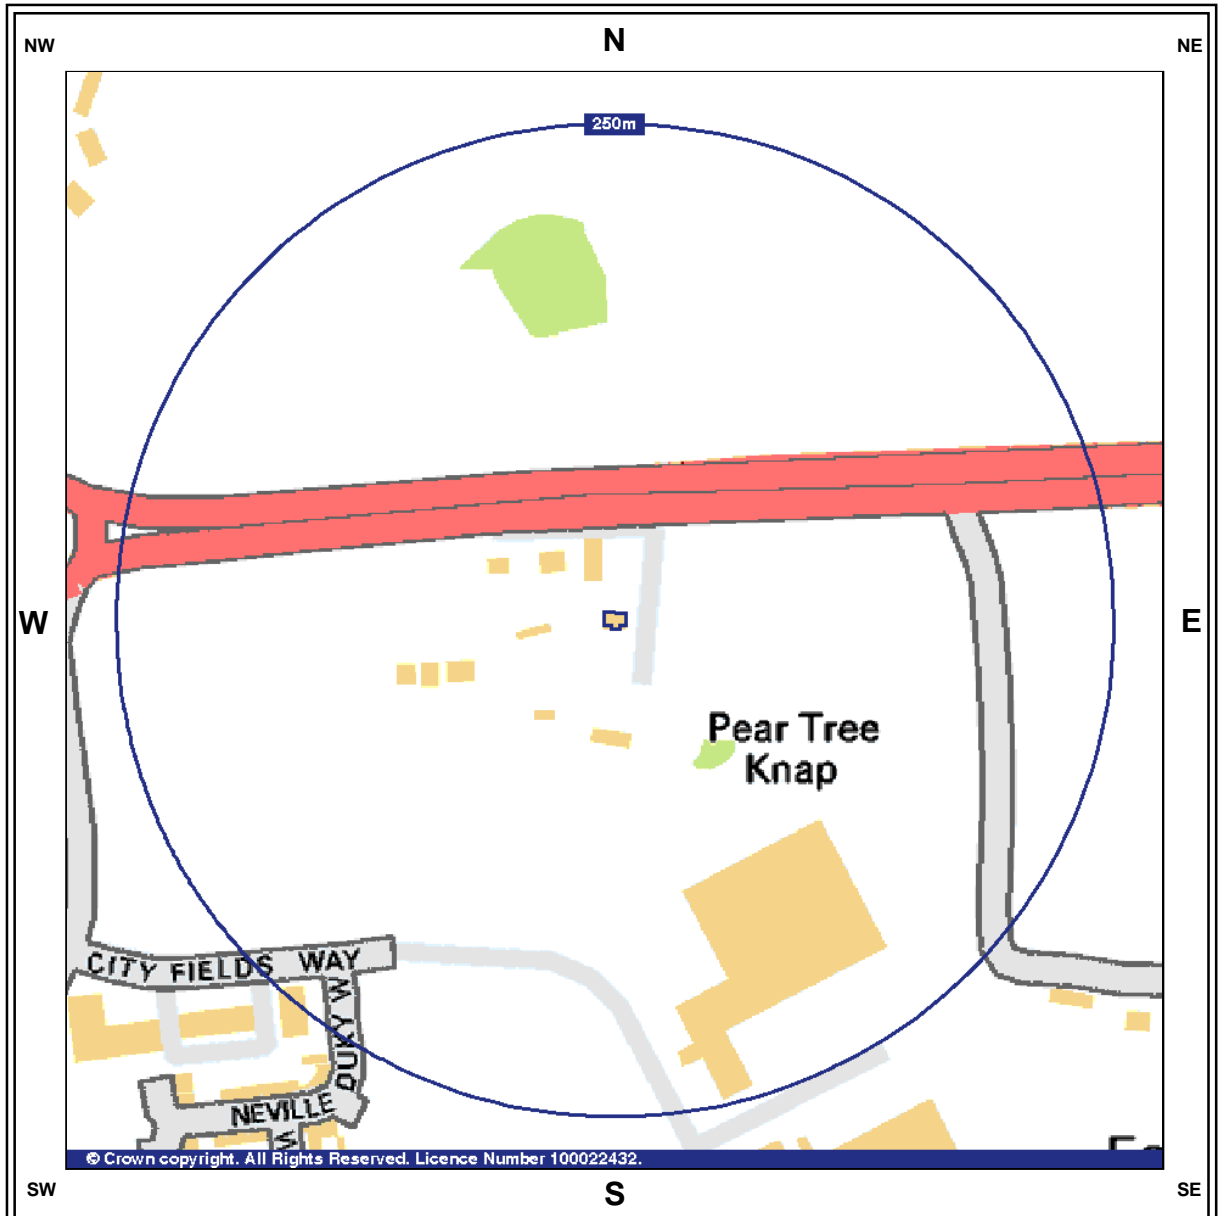 NW
N
NE
250m
W
E
Pear Tree
Knap
CITY FIELDS WAY
DUKY W
NEVILLE
W
© Crown copyright. All Rights Reserved. Licence Number 100022432.
SW
S
SE